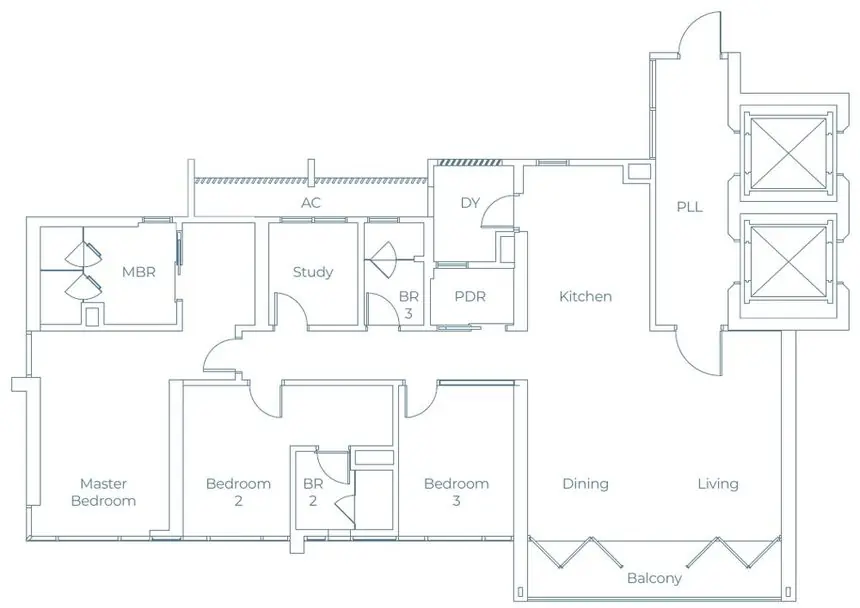 AC
DY
PLL
MBR
Study
BR
3
PDR
Kitchen
Master
Bedroom
Bedroom
2
BR
2
Bedroom
3
Dining
Living
Balcony